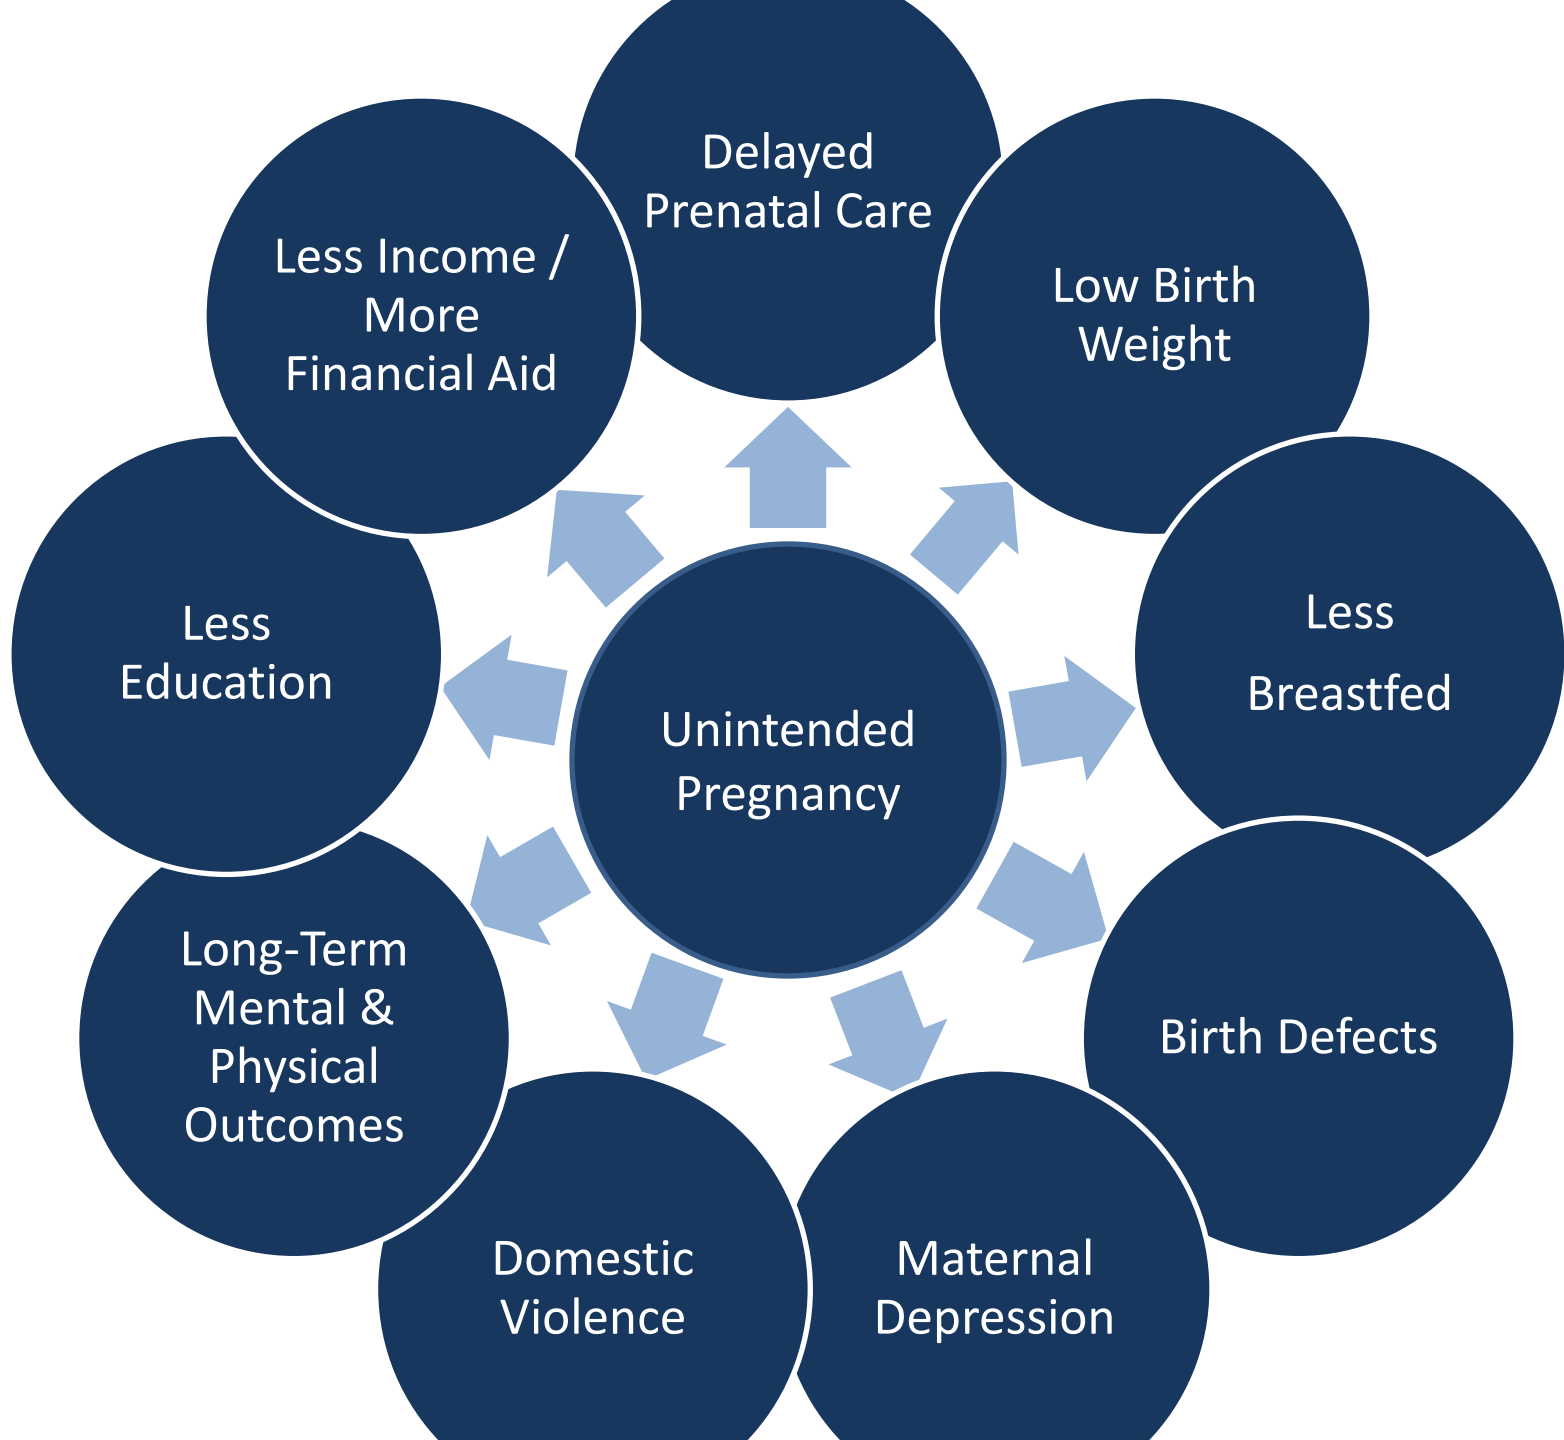 Delayed
Prenatal Care
Low Birth
Weight
Less
Breastfed
Birth Defects
Maternal
Depression
Domestic
Violence
Long-Term
Mental &
Physical
Outcomes
Less
Education
Less Income /
More
Financial Aid
Unintended
Pregnancy